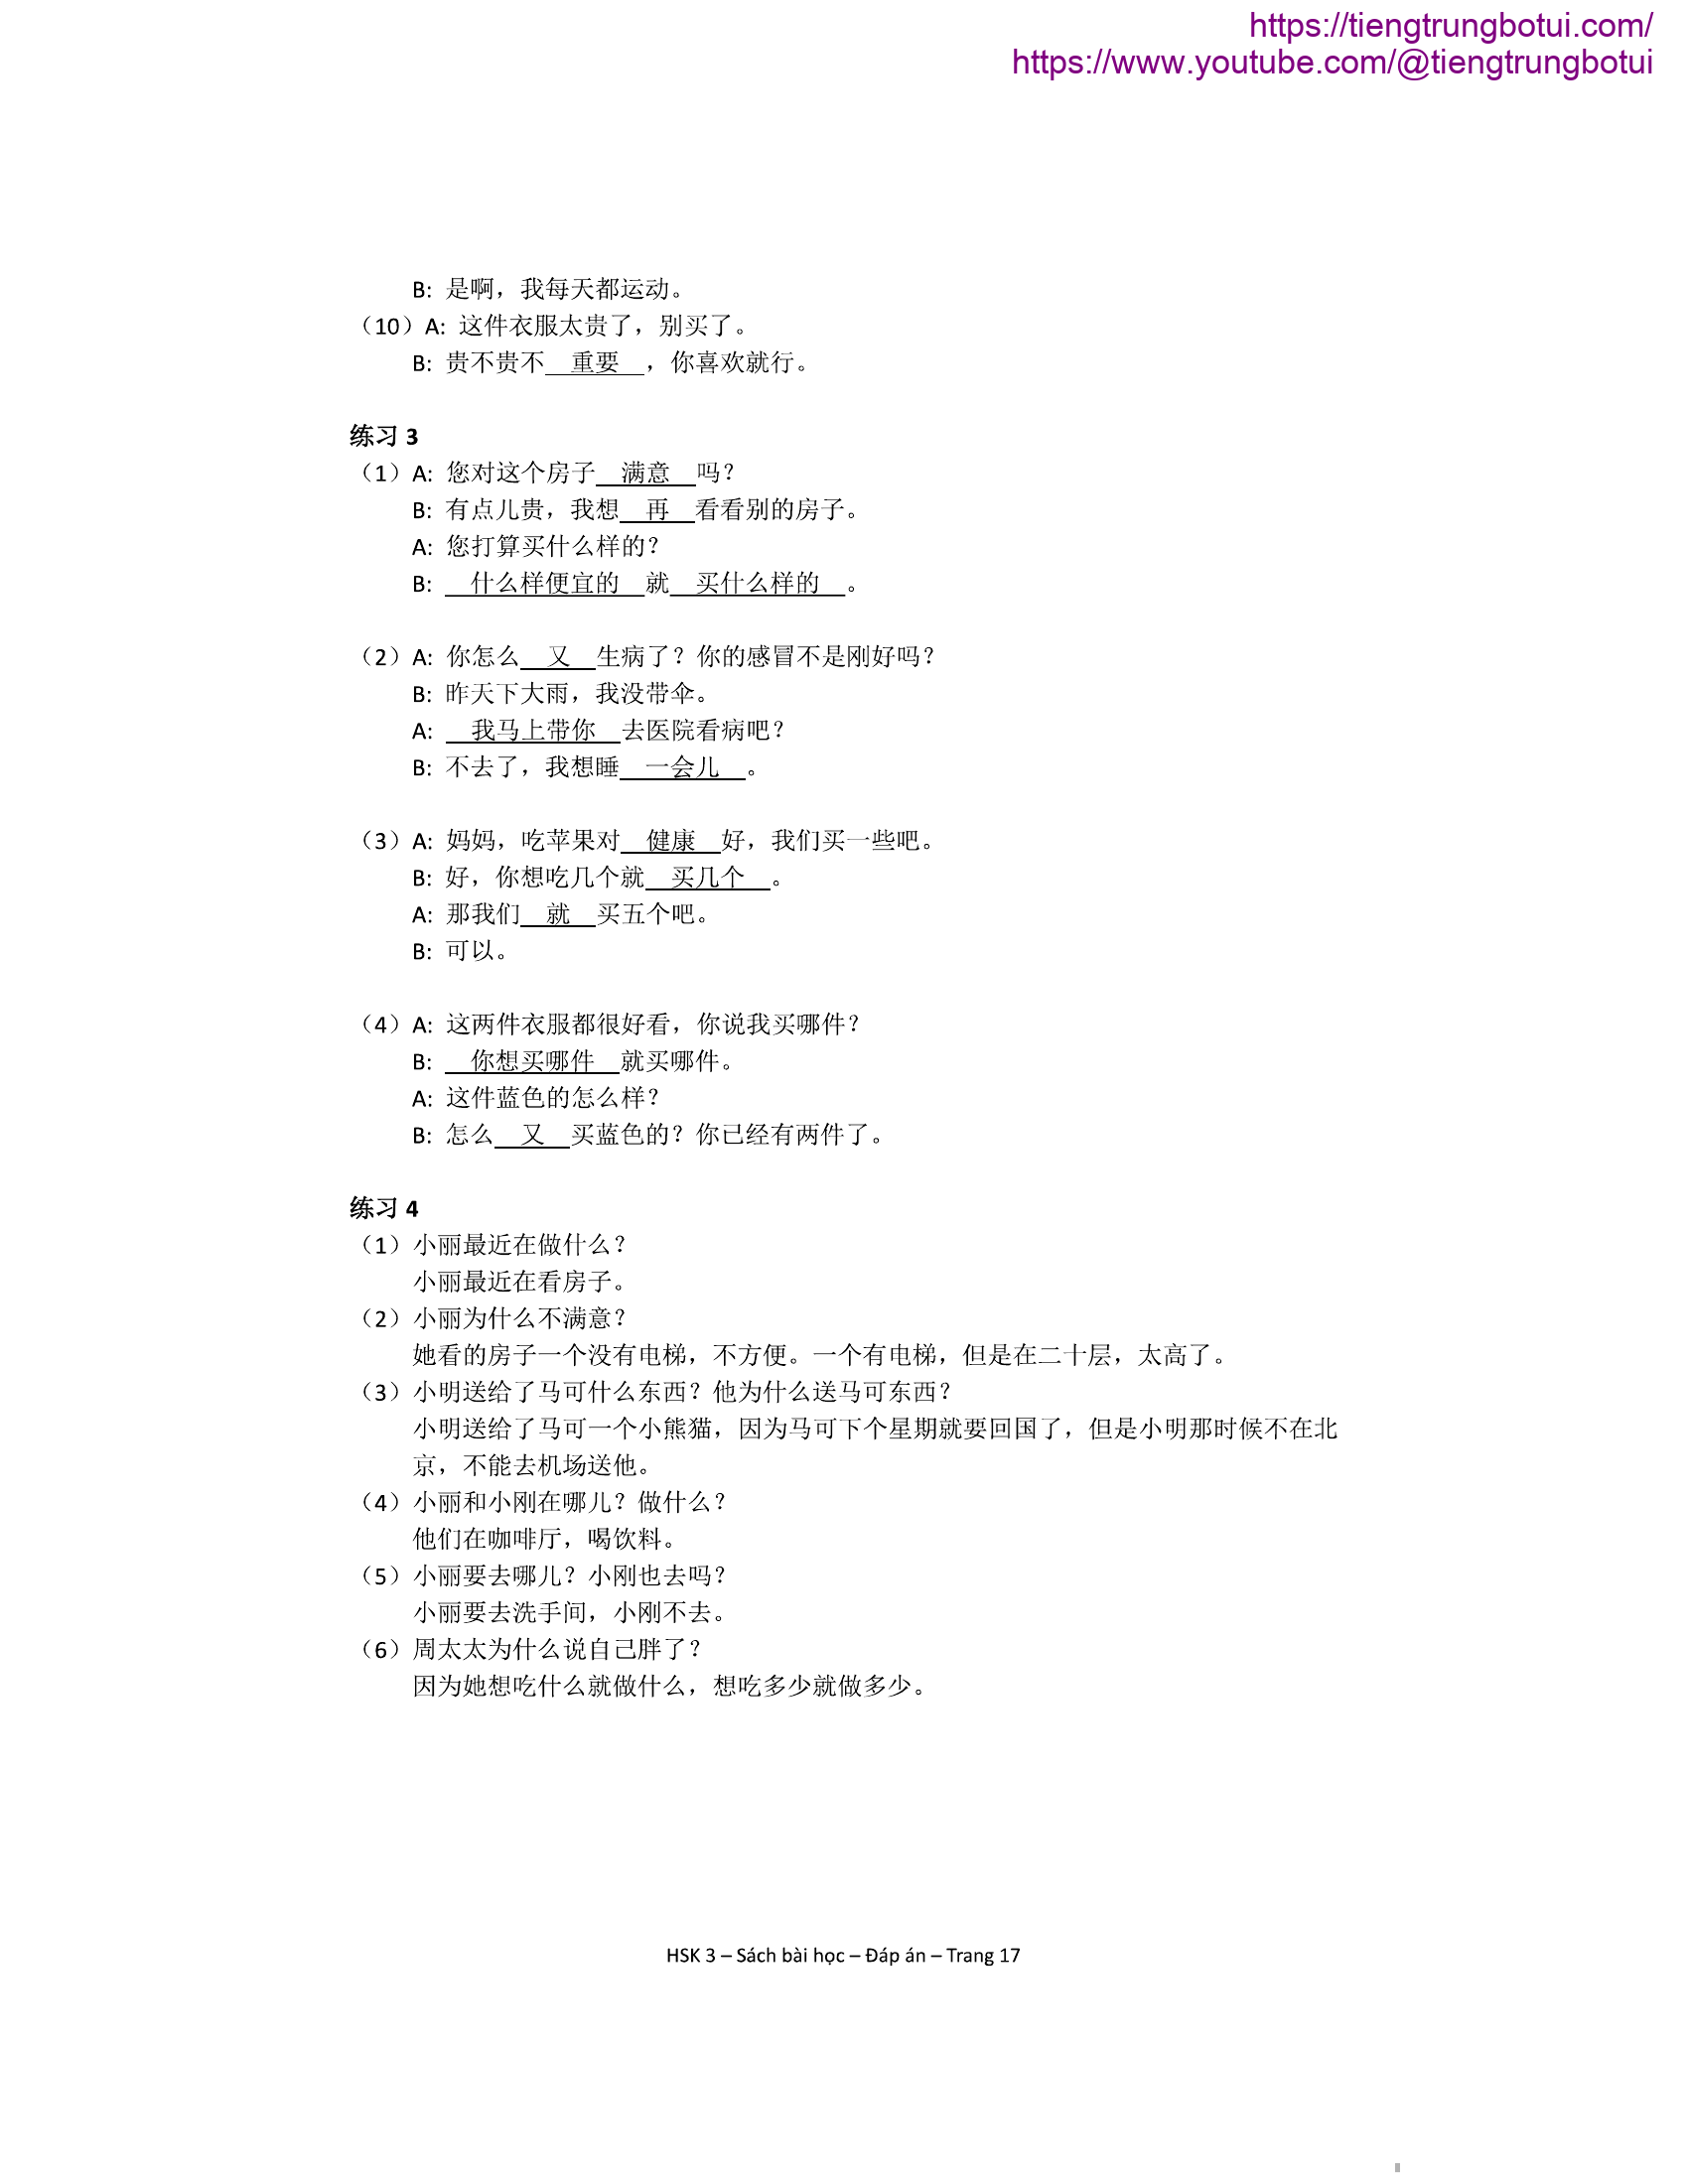 https://tiengtrungbotui.com/
https://www.youtube.com/@tiengtrungbotui
B: 是啊，我每天都运动。
（10）A: 这件衣服太贵了，别买了。
B: 贵不贵不__重要__，你喜欢就行。
练习 3
（1）A: 您对这个房子__满意__吗？
B: 有点儿贵，我想__再__看看别的房子。
A: 您打算买什么样的？
B: __什么样便宜的__就__买什么样的__。
（2）A: 你怎么__又__生病了？你的感冒不是刚好吗？
B: 昨天下大雨，我没带伞。
A: __我马上带你__去医院看病吧？
B: 不去了，我想睡__一会儿__。
（3）A: 妈妈，吃苹果对__健康__好，我们买一些吧。
B: 好，你想吃几个就__买几个__。
A: 那我们__就__买五个吧。
B: 可以。
（4）A: 这两件衣服都很好看，你说我买哪件？
B: __你想买哪件__就买哪件。
A: 这件蓝色的怎么样？
B: 怎么__又__买蓝色的？你已经有两件了。
练习 4
（1）小丽最近在做什么？
小丽最近在看房子。
（2）小丽为什么不满意？
她看的房子一个没有电梯，不方便。一个有电梯，但是在二十层，太高了。
（3）小明送给了马可什么东西？他为什么送马可东西？
小明送给了马可一个小熊猫，因为马可下个星期就要回国了，但是小明那时候不在北
京，不能去机场送他。
（4）小丽和小刚在哪儿？做什么？
他们在咖啡厅，喝饮料。
（5）小丽要去哪儿？小刚也去吗？
小丽要去洗手间，小刚不去。
（6）周太太为什么说自己胖了？
因为她想吃什么就做什么，想吃多少就做多少。
HSK 3 – Sách bài học – Đáp án – Trang 17